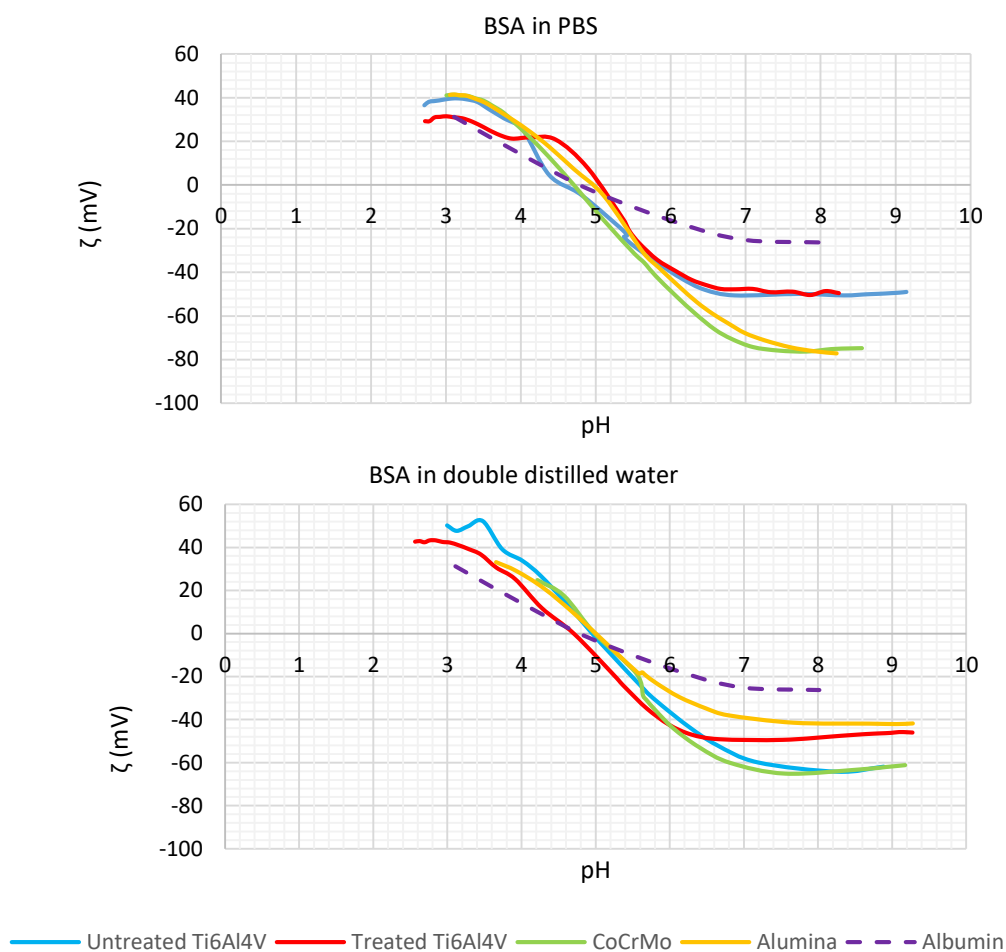 BSA in PBS
60
40
20
0
-20
-40
-60
-80
-100
0 1 2 3 4 5 6 7 8 9 10
ζ (mV)
pH
BSA in double distilled water
60
40
20
0
-20
-40
-60
-80
-100
0 1 2 3 4 5 6 7 8 9 10
ζ (mV)
pH
Untreated Ti6Al4V Treated Ti6Al4V CoCrMo Alumina Albumin